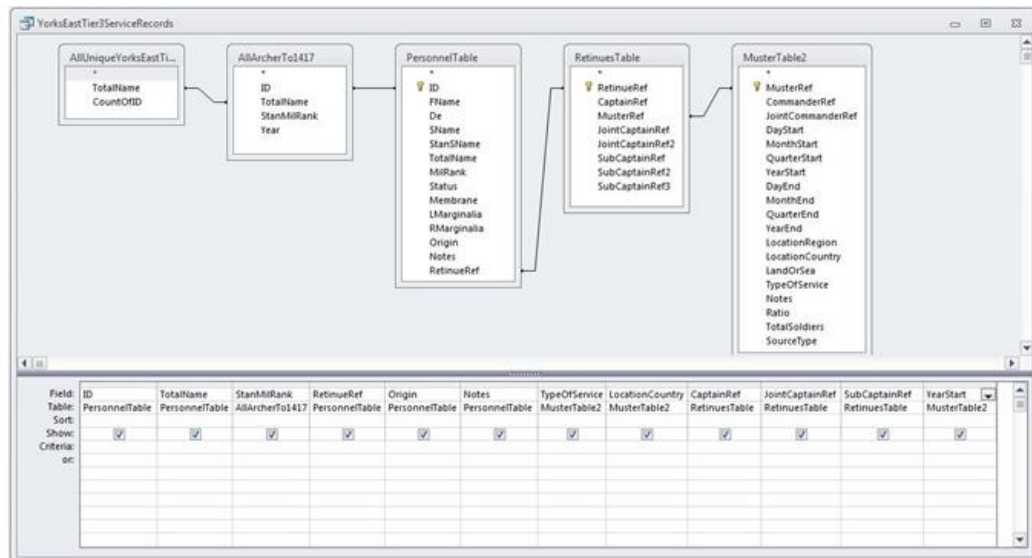 YorksEastTier3ServiceRecords
AllUniqueYorksEastTi...
*
TotalName
CountOfID
AllArcherTo1417
*
ID
TotalName
StanMilRank
Year
PersonnelTable
*
ID
FName
De
SName
StanSName
TotalName
MilRank
Status
Membrane
LMarginalia
RMarginalia
Origin
Notes
RetinueRef
RetinuesTable
*
RetinueRef
CaptainRef
MusterRef
JointCaptainRef
JointCaptainRef2
SubCaptainRef
SubCaptainRef2
SubCaptainRef3
MusterTable2
*
MusterRef
CommanderRef
JointCommanderRef
DayStart
MonthStart
QuarterStart
YearStart
DayEnd
MonthEnd
QuarterEnd
YearEnd
LocationRegion
LocationCountry
LandOrSea
TypeOfService
Notes
Ratio
TotalSoldiers
SourceType
Field: ID TotalName StanMilRank RetinueRef Origin Notes TypeOfService LocationCountry CaptainRef JointCaptainRef SubCaptainRef YearStart
Table: PersonnelTable PersonnelTable AllArcherTo1417 PersonnelTable PersonnelTable PersonnelTable MusterTable2 MusterTable2 RetinuesTable RetinuesTable RetinuesTable MusterTable2
Sort:
Show:
Criteria:
or: